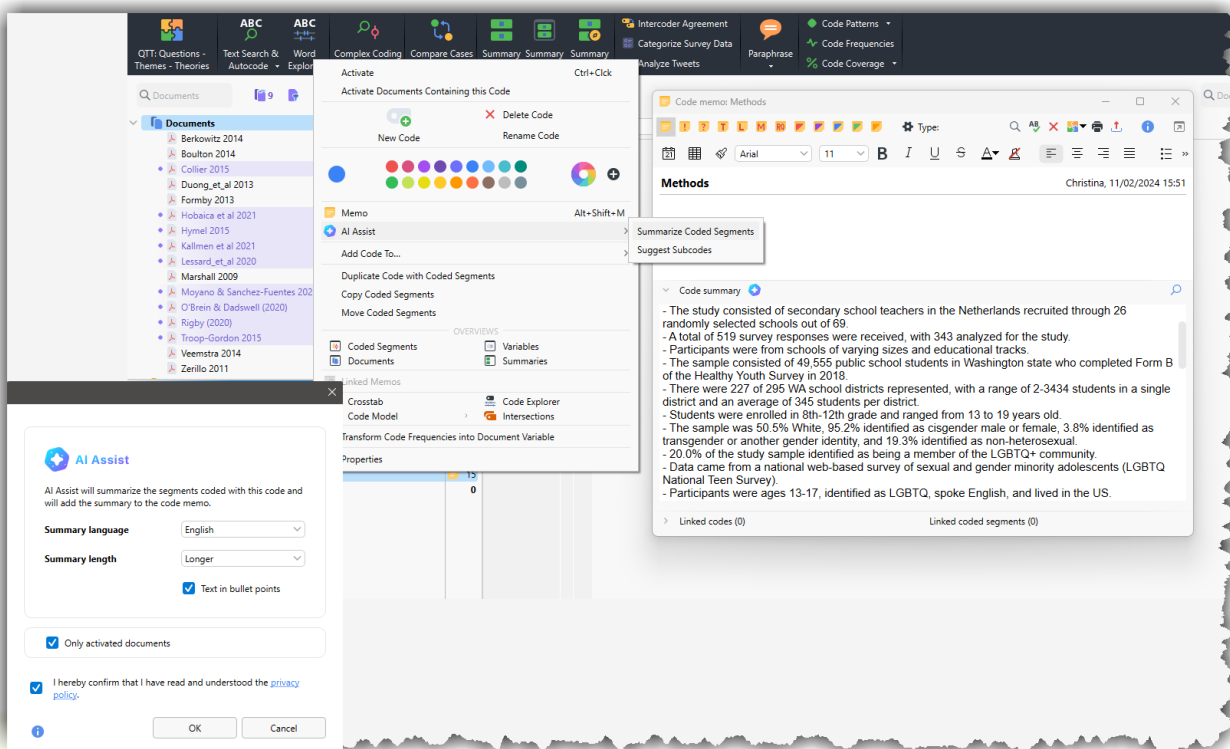 ABC
ABC
QTT: Questions -
Themes - Theories
Text Search &
Autocode
Word
Explor
Complex Coding
Compare Cases
Summary
Summary
Summary
Intercoder Agreement
Categorize Survey Data
Analyze Tweets
Paraphrase
Code Patterns
Code Frequencies
Code Coverage
Documents
9
Documents
Berkowitz 2014
Boulton 2014
Collier 2015
Duong_et_al 2013
Formby 2013
Hobaica et al 2021
Hymel 2015
Kallmen et al 2021
Lessard_et_al 2020
Marshall 2009
Moyano & Sanchez-Fuentes 202
O'Brein & Dadswell (2020)
Rigby (2020)
Troop-Gordon 2015
Veemstra 2014
Zerillo 2011
Activate Ctrl+Clck
Activate Documents Containing this Code
New Code
Delete Code
Rename Code
Memo Alt+Shift+M
AI Assist
Add Code To...
Duplicate Code with Coded Segments
Copy Coded Segments
Move Coded Segments
OVERVIEWS
Coded Segments Variables
Documents Summaries
Linked Memos
Crosstab Code Explorer
Code Model Intersections
Transform Code Frequencies into Document Variable
Properties
15
0
Summarize Coded Segments
Suggest Subcodes
Code memo: Methods
! ? T L M RQ
Type:
Arial
11
B I U S A
Methods Christina, 11/02/2024 15:51
Code summary
- The study consisted of secondary school teachers in the Netherlands recruited through 26
randomly selected schools out of 69.
- A total of 519 survey responses were received, with 343 analyzed for the study.
- Participants were from schools of varying sizes and educational tracks.
- The sample consisted of 49,555 public school students in Washington state who completed Form B
of the Healthy Youth Survey in 2018.
- There were 227 of 295 WA school districts represented, with a range of 2-3434 students in a single
district and an average of 345 students per district.
- Students were enrolled in 8th-12th grade and ranged from 13 to 19 years old.
- The sample was 50.5% White, 95.2% identified as cisgender male or female, 3.8% identified as
transgender or another gender identity, and 19.3% identified as non-heterosexual.
- 20.0% of the study sample identified as being a member of the LGBTQ+ community.
- Data came from a national web-based survey of sexual and gender minority adolescents (LGBTQ
National Teen Survey).
- Participants were ages 13-17, identified as LGBTQ, spoke English, and lived in the US.
Linked codes (0) Linked coded segments (0)
AI Assist
AI Assist will summarize the segments coded with this code and
will add the summary to the code memo.
Summary language English
Summary length Longer
Text in bullet points
Only activated documents
I hereby confirm that I have read and understood the privacy
policy.
OK Cancel